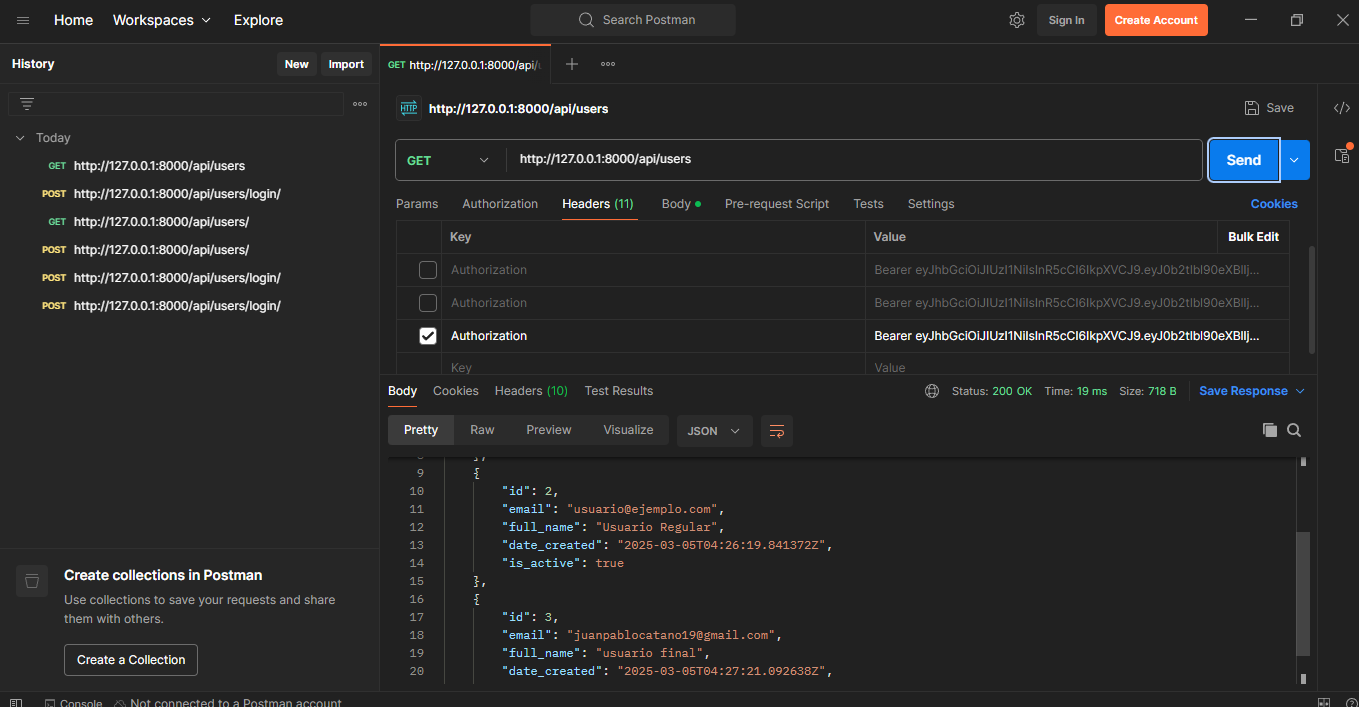 Home Workspaces Explore Search Postman Sign In Create Account
History New Import
Today
GET http://127.0.0.1:8000/api/users
POST http://127.0.0.1:8000/api/users/login/
GET http://127.0.0.1:8000/api/users/
POST http://127.0.0.1:8000/api/users/
POST http://127.0.0.1:8000/api/users/login/
POST http://127.0.0.1:8000/api/users/login/
Create collections in Postman
Use collections to save your requests and share
them with others.
Create a Collection
GET http://127.0.0.1:8000/api/
HTTP http://127.0.0.1:8000/api/users Save
GET http://127.0.0.1:8000/api/users Send
Params Authorization Headers (11) Body Pre-request Script Tests Settings Cookies
Key Value Bulk Edit
Authorization Bearer
Authorization Bearer
Authorization Bearer
Key Value
Body Cookies Headers (10) Test Results Status: 200 OK Time: 19 ms Size: 718 B Save Response
Pretty Raw Preview Visualize JSON
9 {
10 "id": 2,
11 "email": "usuario@ejemplo.com",
12 "full_name": "Usuario Regular",
13 "date_created": "2025-03-05T04:26:19.841372Z",
14 "is_active": true
15 },
16 {
17 "id": 3,
18 "email": "juanpablocatano19@gmail.com",
19 "full_name": "usuario final",
20 "date_created": "2025-03-05T04:27:21.092638Z",
Console Not connected to a Postman account